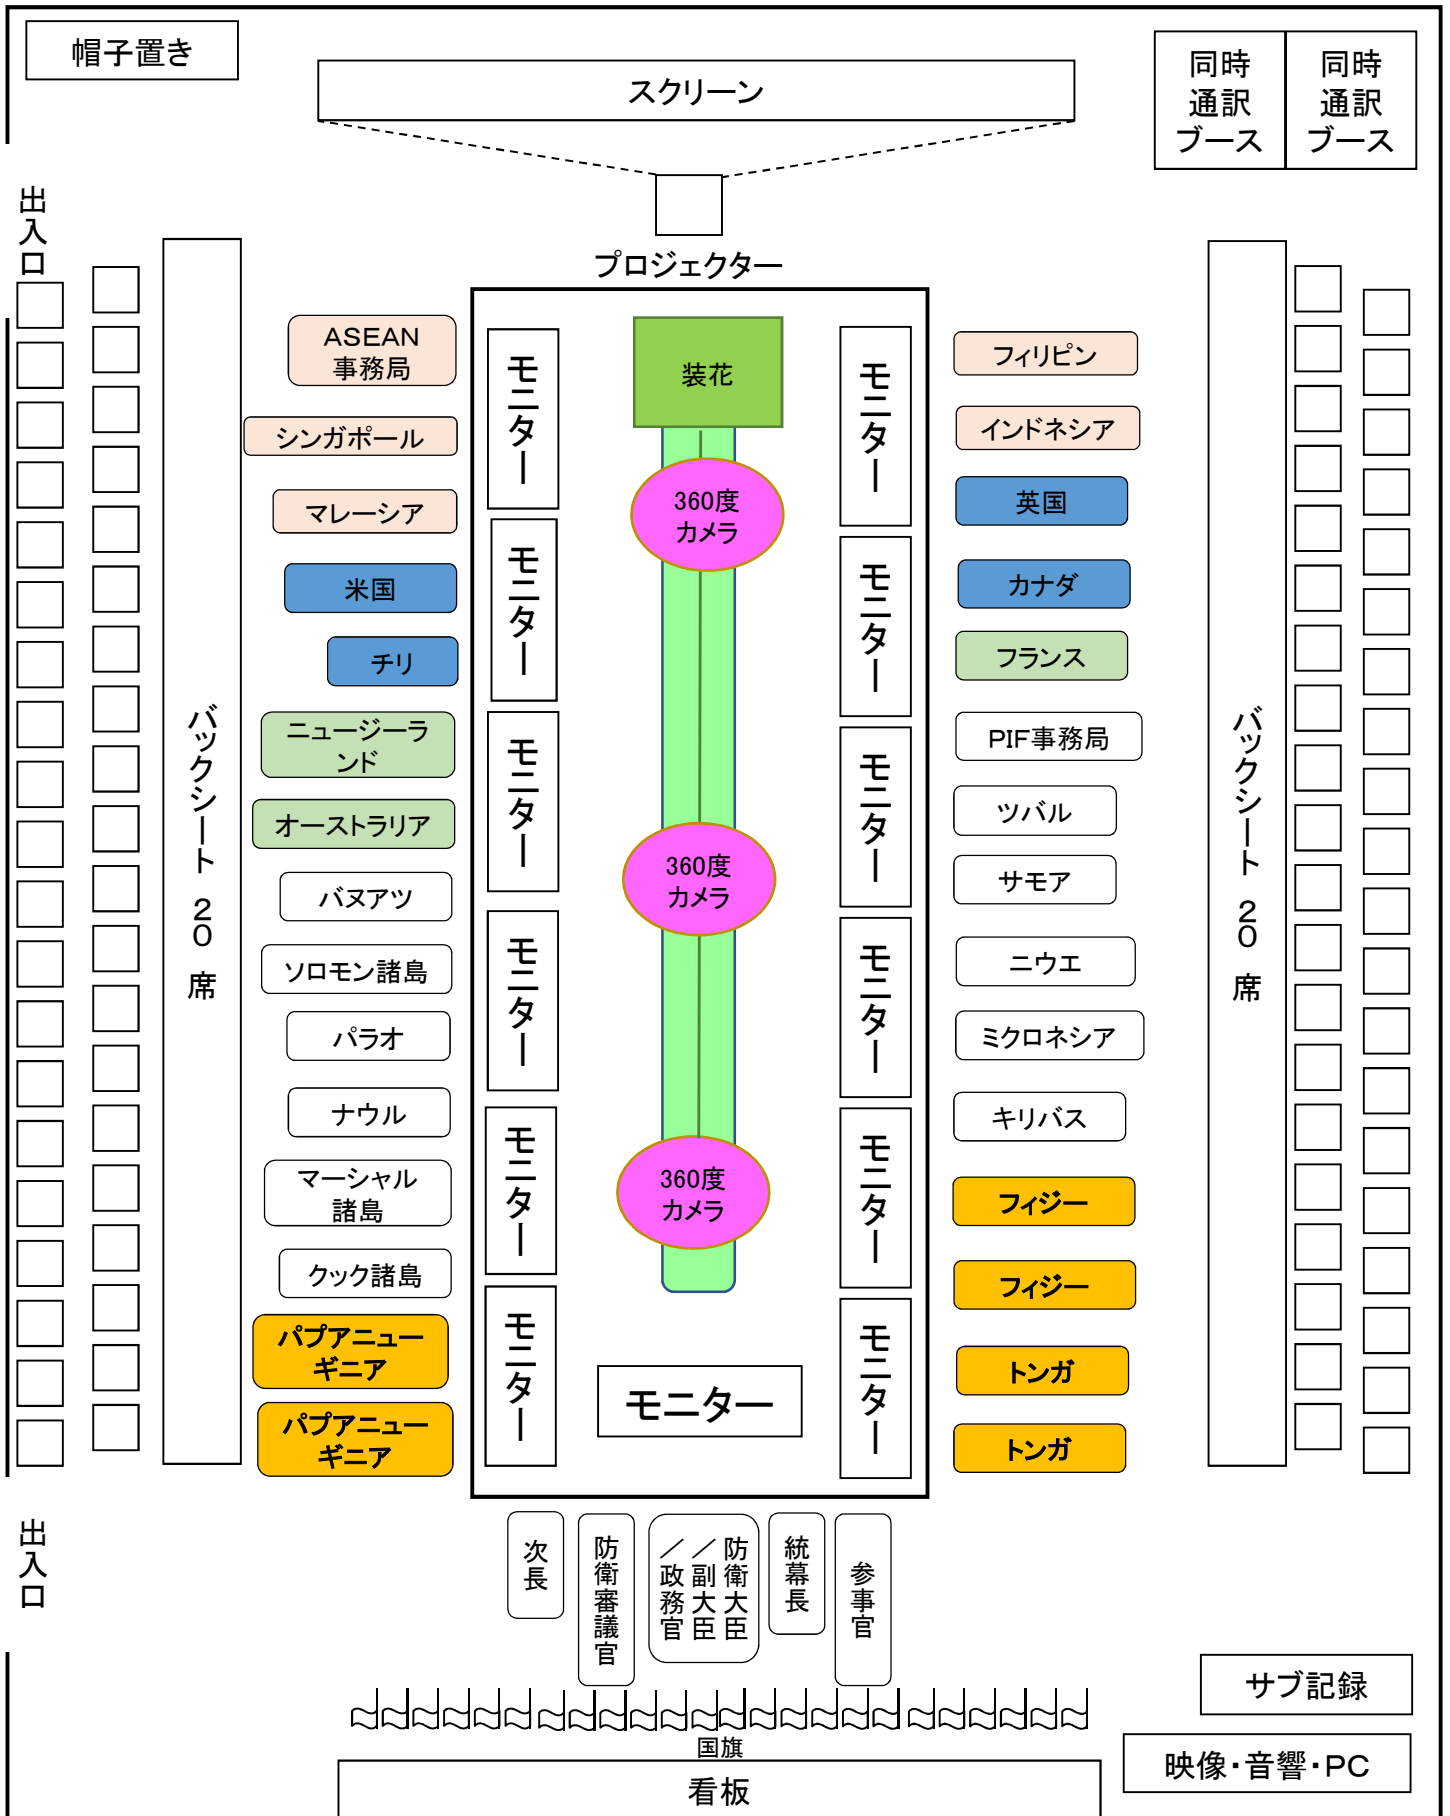 帽子置き
スクリーン
同時
通訳
ブース
同時
通訳
ブース
出入口
プロジェクター
ASEAN
事務局
シンガポール
マレーシア
米国
チリ
ニュージーラ
ンド
オーストラリア
バヌアツ
ソロモン諸島
パラオ
ナウル
マーシャル
諸島
クック諸島
パプアニュー
ギニア
パプアニュー
ギニア
バックシート 20席
モニター
モニター
モニター
モニター
モニター
モニター
装花
360度
カメラ
360度
カメラ
360度
カメラ
モニター
モニター
モニター
モニター
モニター
モニター
モニター
フィリピン
インドネシア
英国
カナダ
フランス
PIF事務局
ツバル
サモア
ニウエ
ミクロネシア
キリバス
フィジー
フィジー
トンガ
トンガ
バックシート 20席
出入口
次長
防衛審議官
防衛大臣
/副大臣
/政務官
統幕長
参事官
サブ記録
国旗
映像・音響・PC
看板